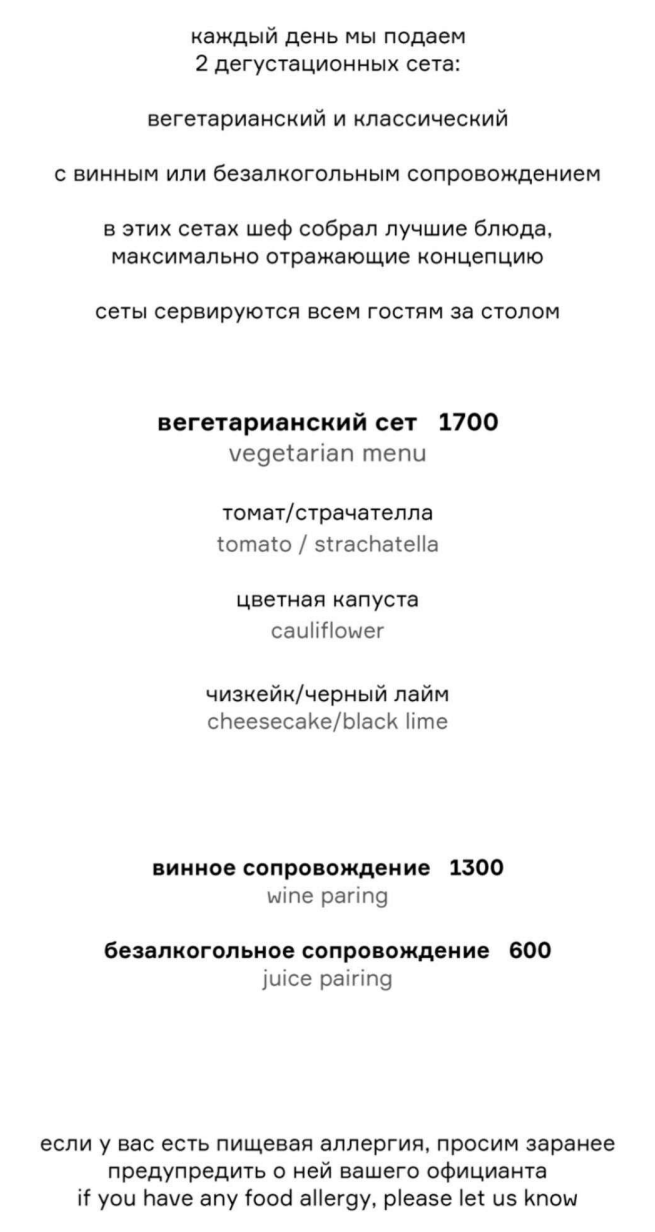 каждый день мы подаем
2 дегустационных сета:
вегетарианский и классический
с винным или безалкогольным сопровождением
в этих сетах шеф собрал лучшие блюда,
максимально отражающие концепцию
сеты сервируются всем гостям за столом
вегетарианский сет 1700
vegetarian menu
томат/страчателла
tomato / strachatella
цветная капуста
cauliflower
чизкейк/черный лайм
cheesecake/black lime
винное сопровождение 1300
wine paring
безалкогольное сопровождение 600
juice pairing
если у вас есть пищевая аллергия, просим заранее
предупредить о ней вашего официанта
if you have any food allergy, please let us know